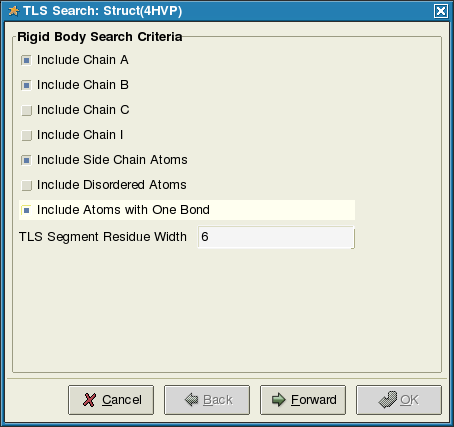 TLS Search: Struct(4HVP)
Rigid Body Search Criteria
Include Chain A
Include Chain B
Include Chain C
Include Chain I
Include Side Chain Atoms
Include Disordered Atoms
Include Atoms with One Bond
TLS Segment Residue Width 6
Cancel Back Forward OK